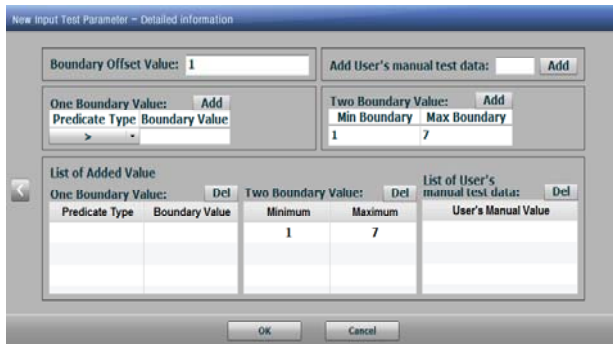 New Input Test Parameter - Detailed information
Boundary Offset Value: 1
Add User's manual test data: Add
One Boundary Value: Add
Predicate Type Boundary Value
>
Two Boundary Value: Add
Min Boundary Max Boundary
1 7
List of Added Value
One Boundary Value: Del
Predicate Type Boundary Value
Two Boundary Value: Del
Minimum Maximum
1 7
List of User's
manual test data: Del
User's Manual Value
OK Cancel